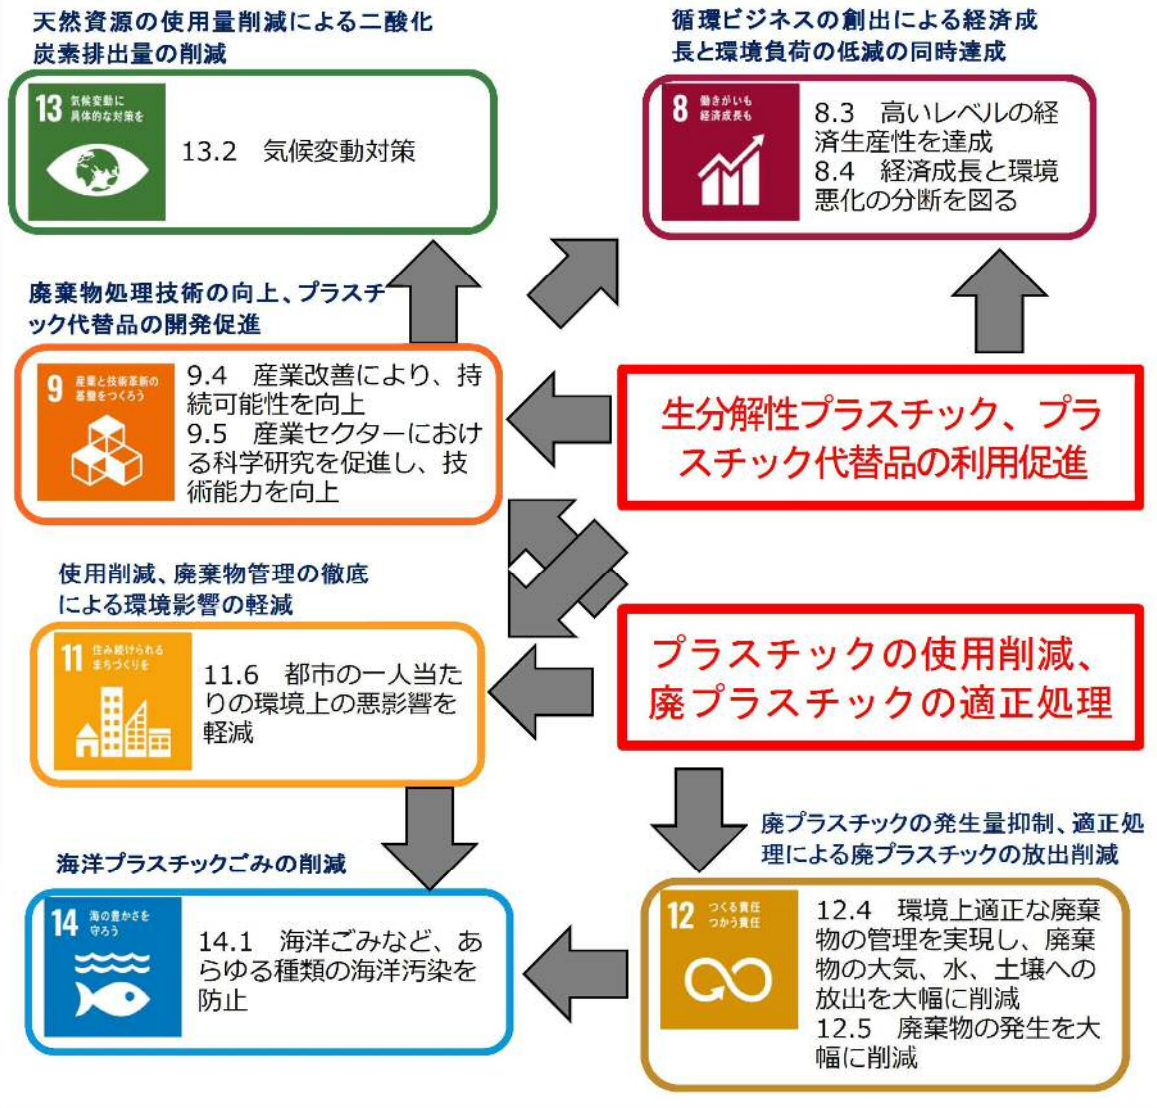 天然資源の使用量削減による二酸化
炭素排出量の削減
13 気候変動に
具体的な対策を
13.2 気候変動対策
循環ビジネスの創出による経済成
長と環境負荷の低減の同時達成
8 働きがいも
経済成長も
8.3 高いレベルの経
済生産性を達成
8.4 経済成長と環境
悪化の分断を図る
廃棄物処理技術の向上、プラスチ
ック代替品の開発促進
9 産業と技術革新の
基盤をつくろう
9.4 産業改善により、持
続可能性を向上
9.5 産業セクターにおけ
る科学研究を促進し、技
術能力を向上
生分解性プラスチック、プラ
スチック代替品の利用促進
使用削減、廃棄物管理の徹底
による環境影響の軽減
11 住み続けられる
まちづくりを
11.6 都市の一人当た
りの環境上の悪影響を
軽減
プラスチックの使用削減、
廃プラスチックの適正処理
海洋プラスチックごみの削減
14 海の豊かさを
守ろう
14.1 海洋ごみなど、あ
らゆる種類の海洋汚染を
防止
廃プラスチックの発生量抑制、適正処
理による廃プラスチックの放出削減
12 つくる責任
つかう責任
12.4 環境上適正な廃棄
物の管理を実現し、廃棄
物の大気、水、土壌への
放出を大幅に削減
12.5 廃棄物の発生を大
幅に削減